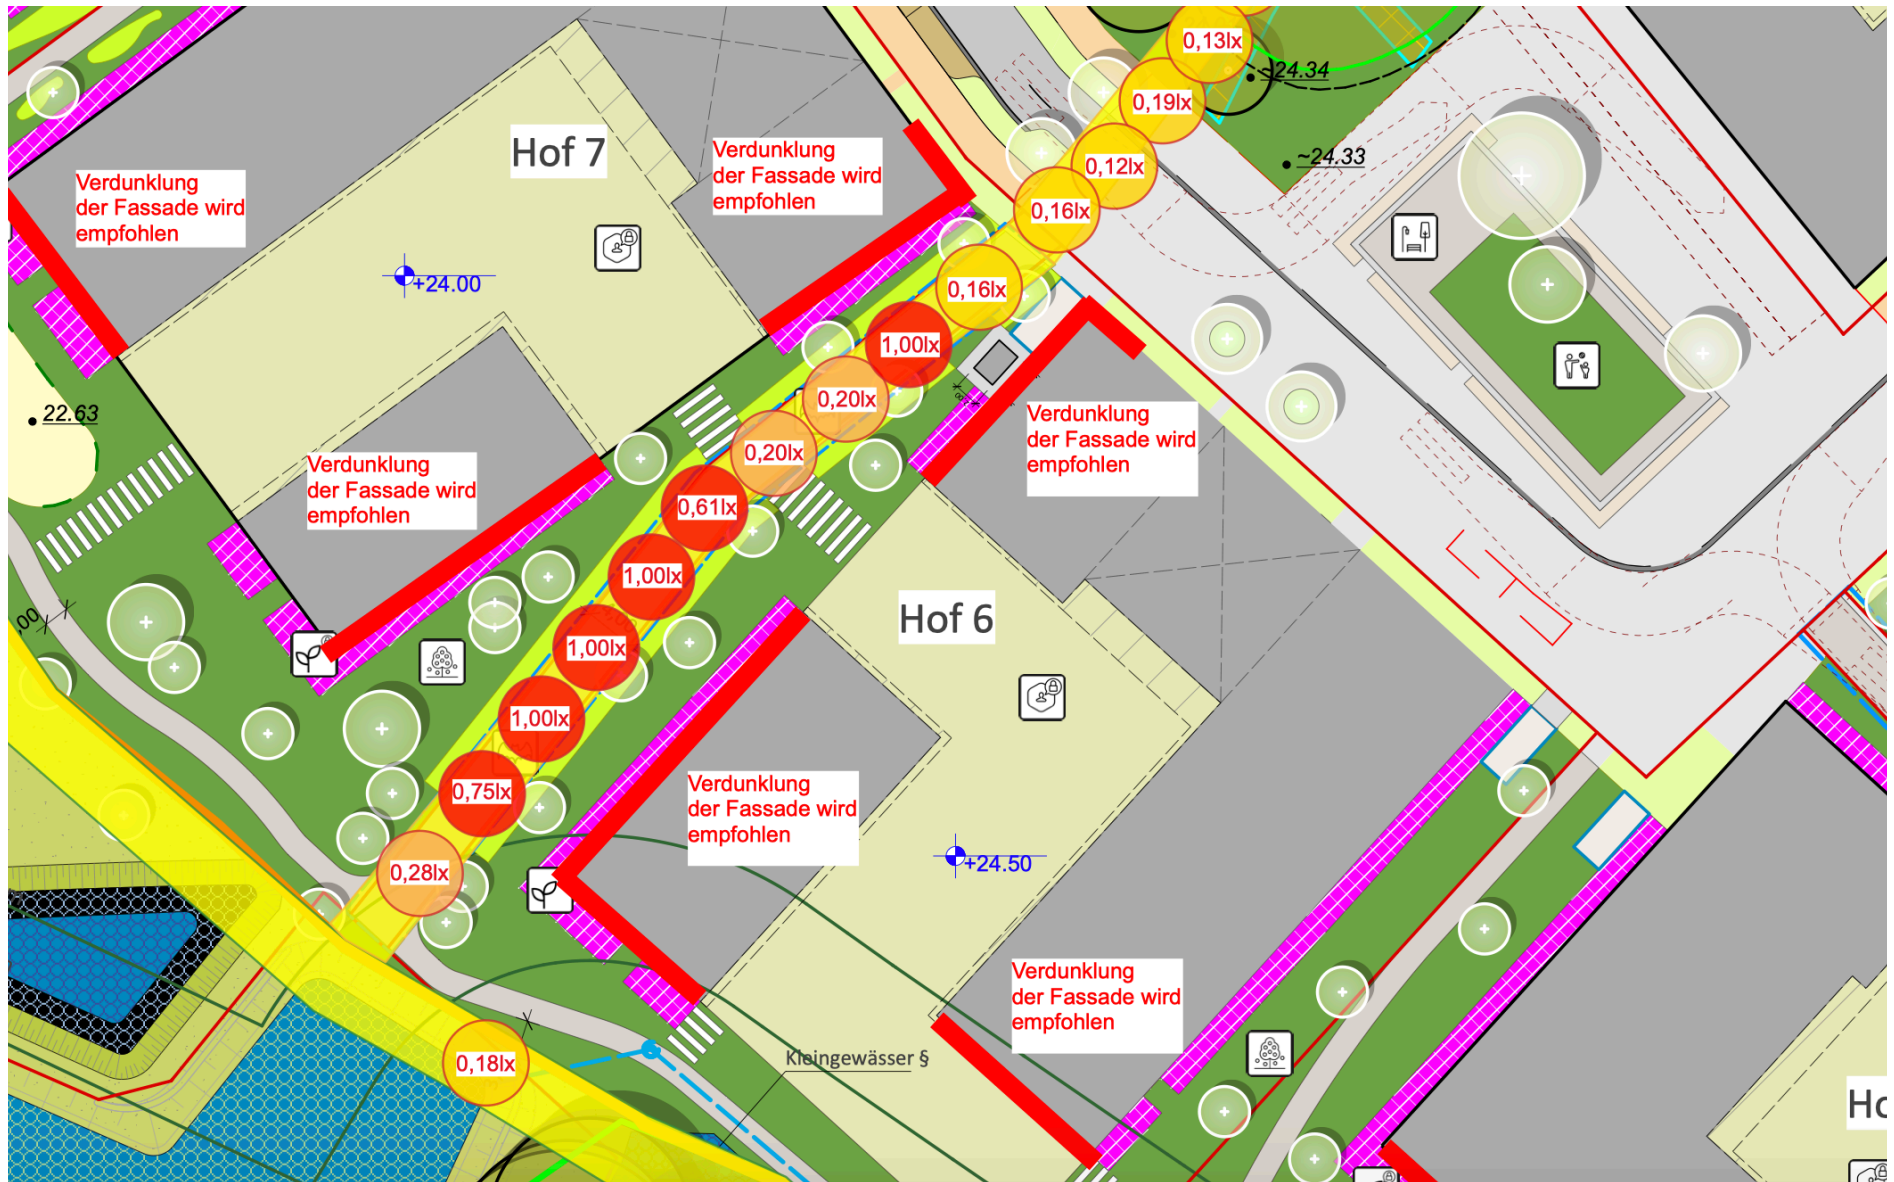 0,13lx
~24.34
0,19lx
Hof 7
Verdunklung
der Fassade wird
empfohlen
~24.33
0,12lx
Verdunklung
der Fassade wird
empfohlen
0,16lx
+24.00
0,16lx
1,00lx
22.63
0,20lx
Verdunklung
der Fassade wird
empfohlen
0,20lx
Verdunklung
der Fassade wird
empfohlen
0,61lx
1,00lx
Hof 6
,00
1,00lx
1,00lx
0,75lx
Verdunklung
der Fassade wird
empfohlen
+24.50
0,28lx
Verdunklung
der Fassade wird
empfohlen
0,18lx
Kleingewässer §